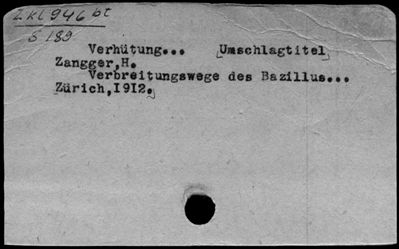 ZKL 946 bt
S 189
Verhütung... [Umschlagtitel]
Zangger,H.
Verbreitungswege des Bazillus...
Zürich,1912.]